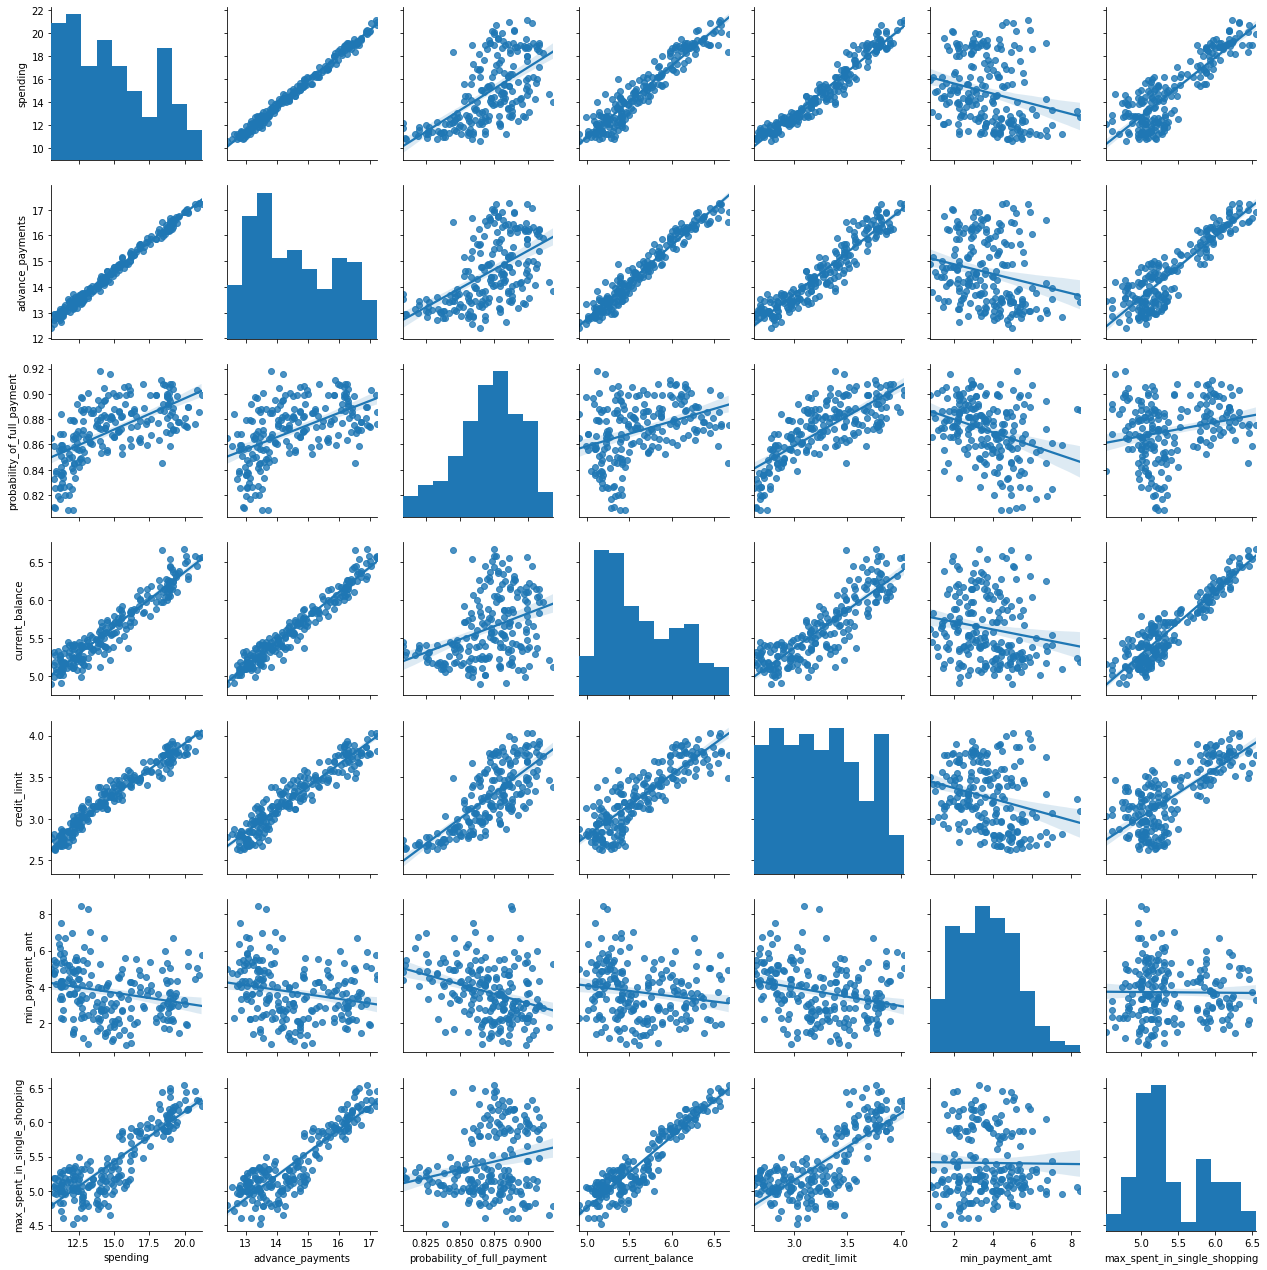 spending
22
20
18
16
14
12
10
advance_payments
17
16
15
14
13
12
probability_of_full_payment
0.92
0.90
0.88
0.86
0.84
0.82
current_balance
6.5
6.0
5.5
5.0
credit_limit
4.0
3.5
3.0
2.5
min_payment_amt
8
6
4
2
max_spent_in_single_shopping
6.5
6.0
5.5
5.0
4.5
12.5 15.0 17.5 20.0
spending
13 14 15 16 17
advance_payments
0.825 0.850 0.875 0.900
probability_of_full_payment
5.0 5.5 6.0 6.5
current_balance
3.0 3.5 4.0
credit_limit
2 4 6 8
min_payment_amt
5.0 5.5 6.0 6.5
max_spent_in_single_shopping